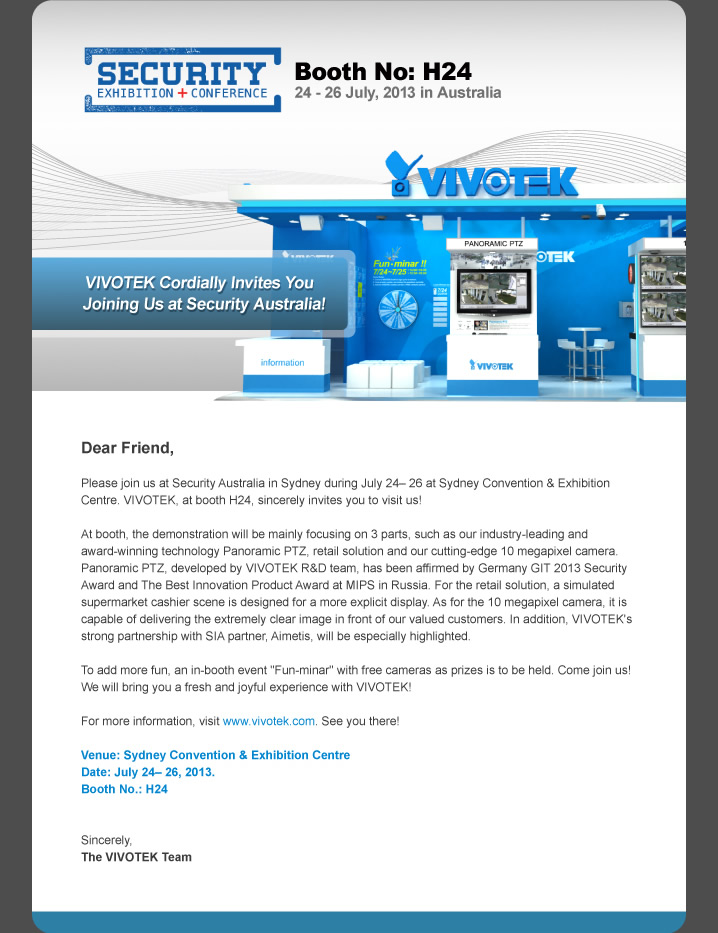 SECURITY
EXHIBITION + CONFERENCE
Booth No: H24
24 - 26 July, 2013 in Australia
VIVOTEK
PANORAMIC PTZ
Fun-minar !!
7/24~7/25
VIVOTEK Cordially Invites You
Joining Us at Security Australia!
information
VIVOTEK
Dear Friend,
Please join us at Security Australia in Sydney during July 24– 26 at Sydney Convention & Exhibition
Centre. VIVOTEK, at booth H24, sincerely invites you to visit us!
At booth, the demonstration will be mainly focusing on 3 parts, such as our industry-leading and
award-winning technology Panoramic PTZ, retail solution and our cutting-edge 10 megapixel camera.
Panoramic PTZ, developed by VIVOTEK R&D team, has been affirmed by Germany GIT 2013 Security
Award and The Best Innovation Product Award at MIPS in Russia. For the retail solution, a simulated
supermarket cashier scene is designed for a more explicit display. As for the 10 megapixel camera, it is
capable of delivering the extremely clear image in front of our valued customers. In addition, VIVOTEK's
strong partnership with SIA partner, Aimetis, will be especially highlighted.
To add more fun, an in-booth event "Fun-minar" with free cameras as prizes is to be held. Come join us!
We will bring you a fresh and joyful experience with VIVOTEK!
For more information, visit www.vivotek.com. See you there!
Venue: Sydney Convention & Exhibition Centre
Date: July 24– 26, 2013.
Booth No.: H24
Sincerely,
The VIVOTEK Team